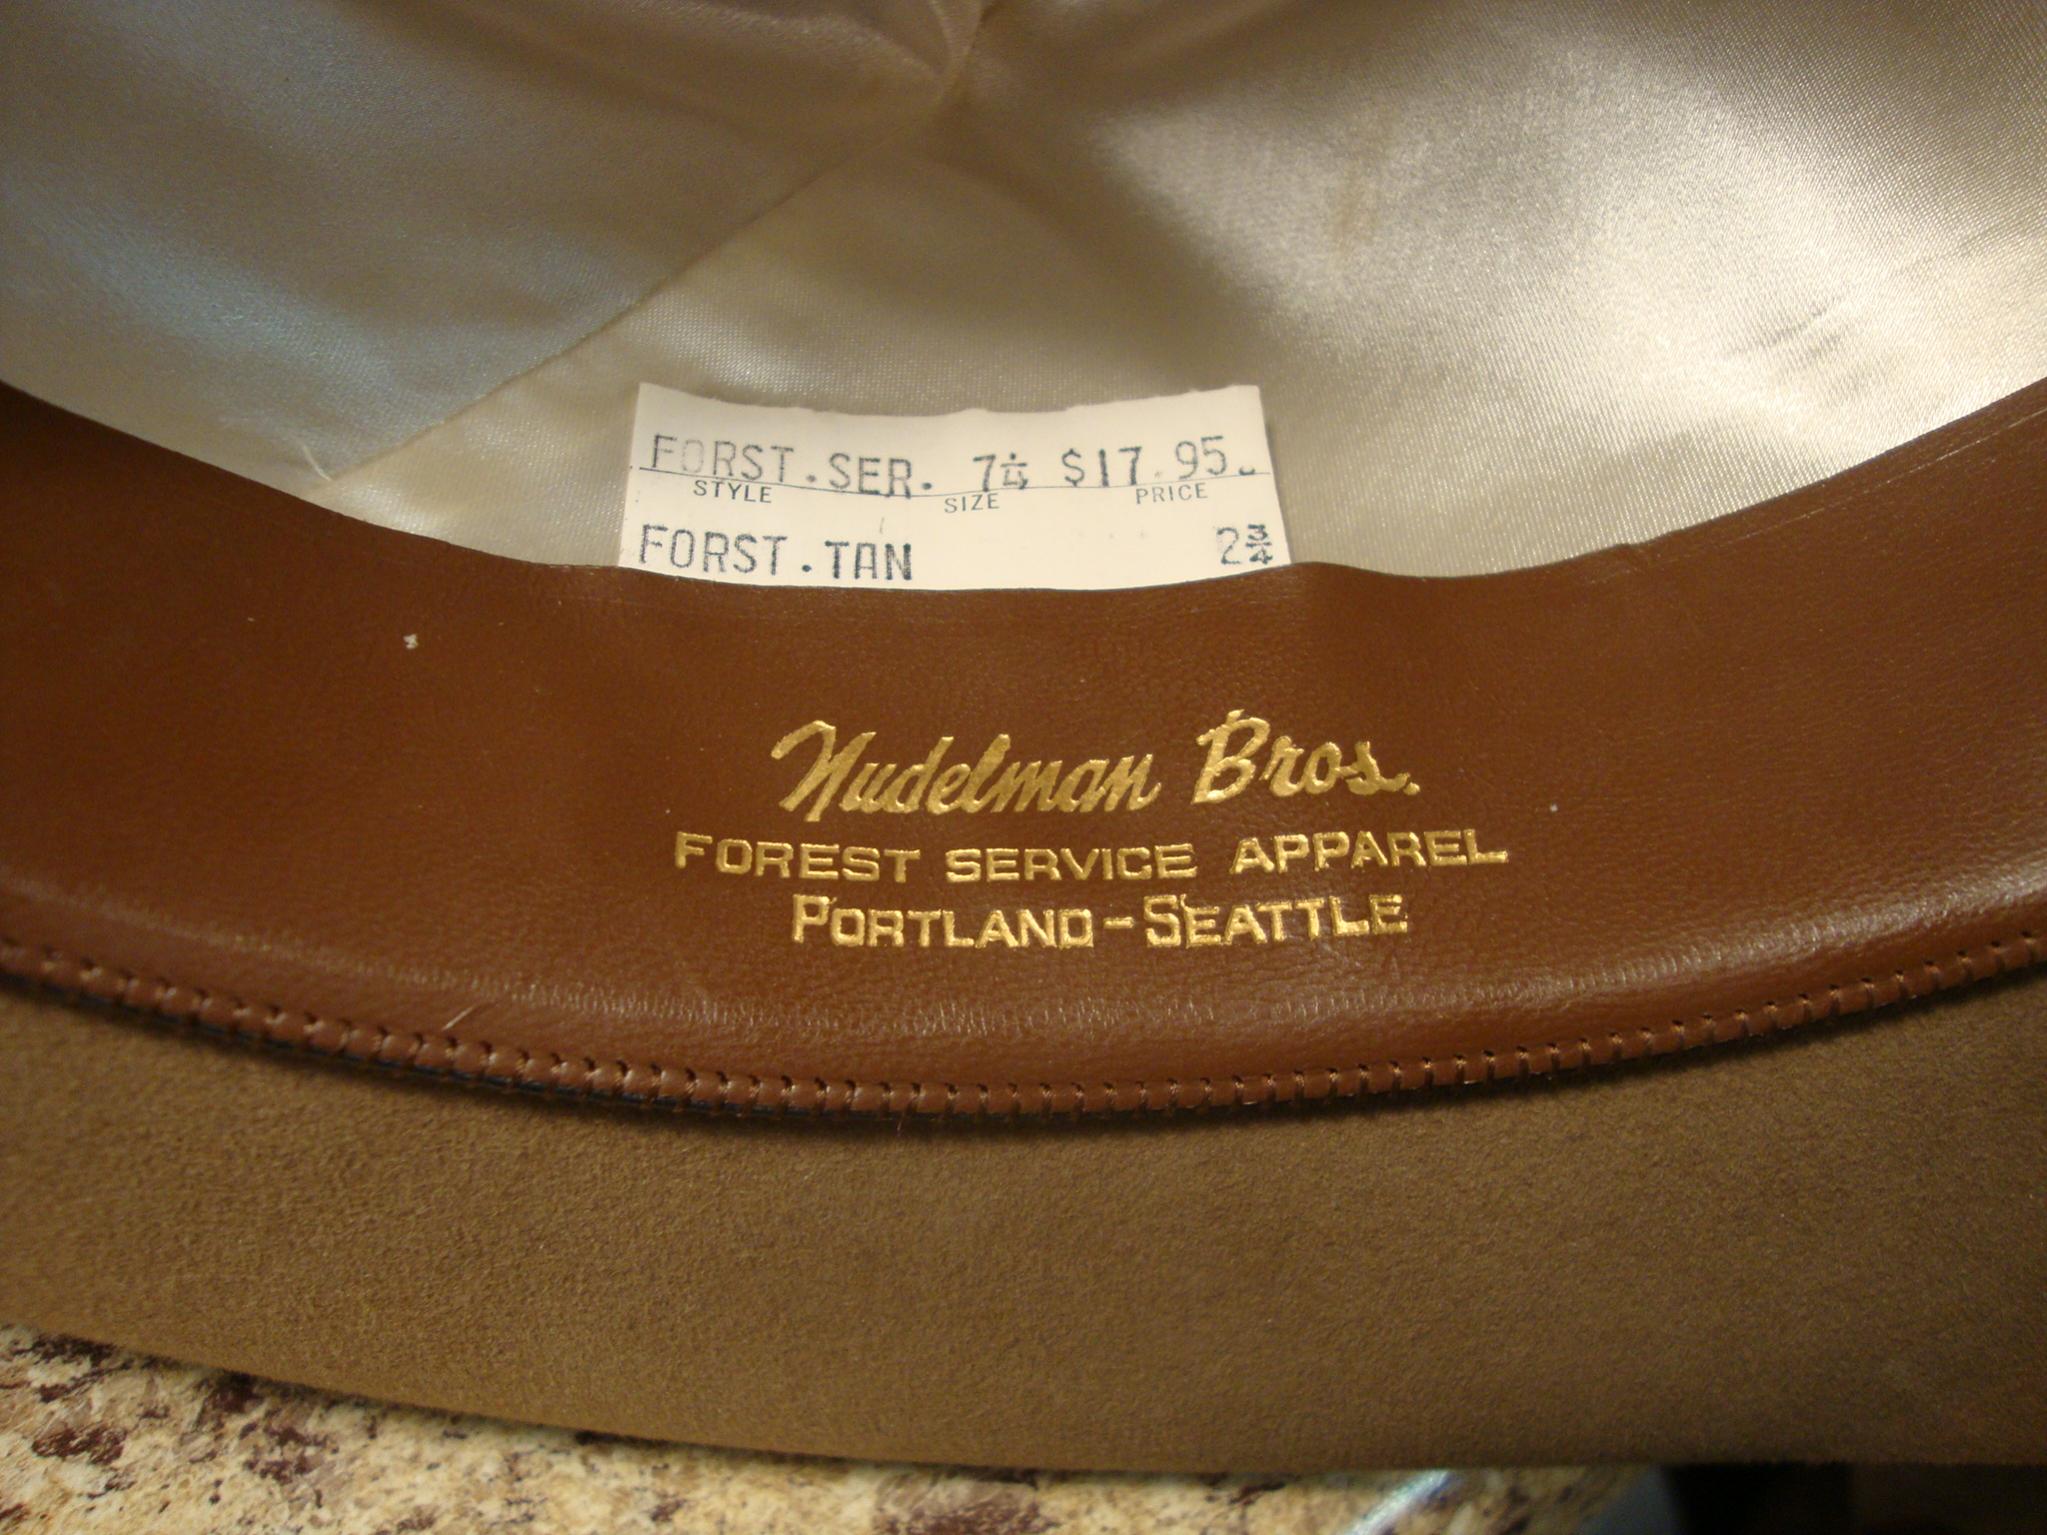 FORST.SER. 7¼ $17.95.
STYLE SIZE PRICE
FORST.TAN 2¾
Nudelman Bros.
FOREST SERVICE APPAREL
PORTLAND-SEATTLE